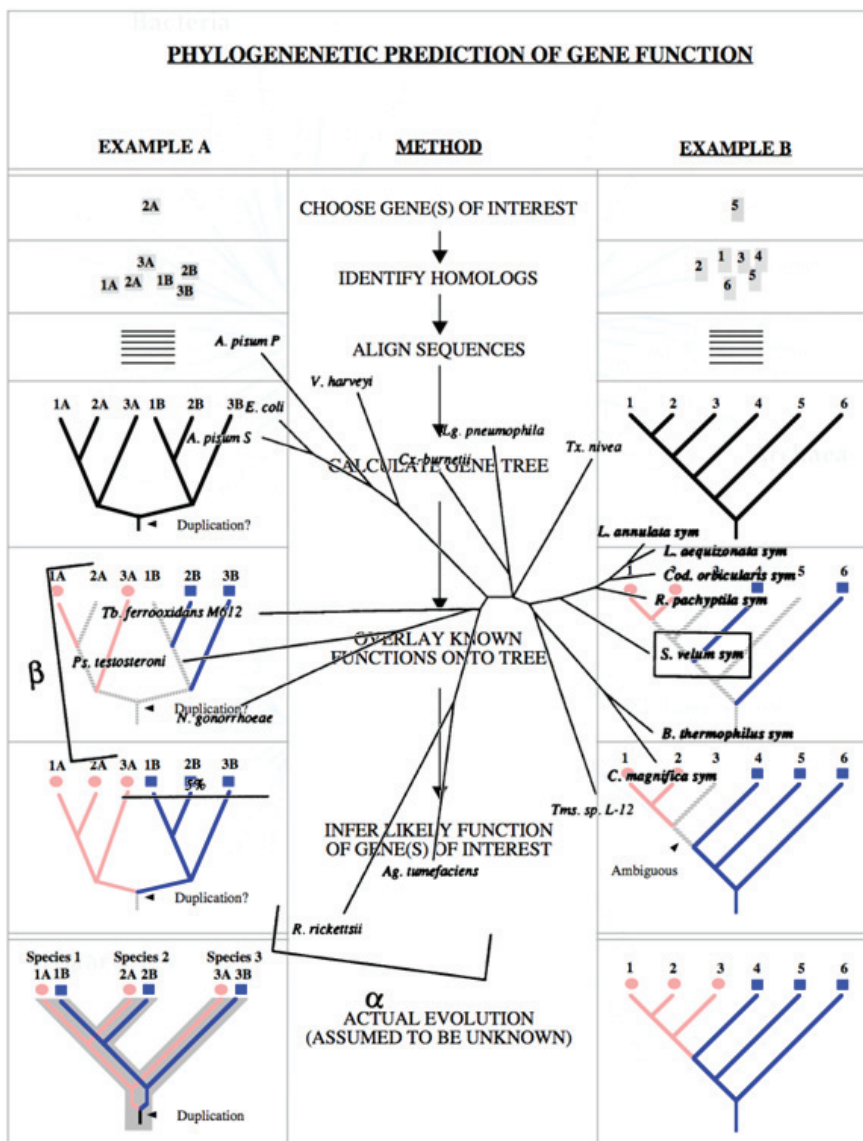 Bacteria
PHYLOGENENETIC PREDICTION OF GENE FUNCTION
EXAMPLE A
METHOD
EXAMPLE B
2A
CHOOSE GENE(S) OF INTEREST
5
3A 2B
1A 2A 1B
3B
IDENTIFY HOMOLOGS
1 3 4
2 5
6
A. pisum P
ALIGN SEQUENCES
V. harveyi
1A 2A 3A 1B 2B 3B
E. coli
A. pisum S
Lg. pneumophila
Cx. burnetii
CALCULATE GENE TREE
Tx. nivea
1 2 3 4 5 6
Duplication?
L. annulata sym
L. aequizonata sym
Cod. orbicularis sym
R. pachyptila sym
1A 2A 3A 1B 2B 3B
Tb. ferrooxidans M612
OVERLAY KNOWN
FUNCTIONS ONTO TREE
Ps. testosteroni
S. velum sym
β
Duplication?
N. gonorrhoeae
B. thermophilus sym
C. magnifica sym
1A 2A 3A 1B 2B 3B
5%
Tms. sp. L-12
1 2 3 4 5 6
INFER LIKELY FUNCTION
OF GENE(S) OF INTEREST
Ag. tumefaciens
Ambiguous
Duplication?
R. rickettsii
Species 1 Species 2 Species 3
1A 1B 2A 2B 3A 3B
α
ACTUAL EVOLUTION
(ASSUMED TO BE UNKNOWN)
1 2 3 4 5 6
Duplication